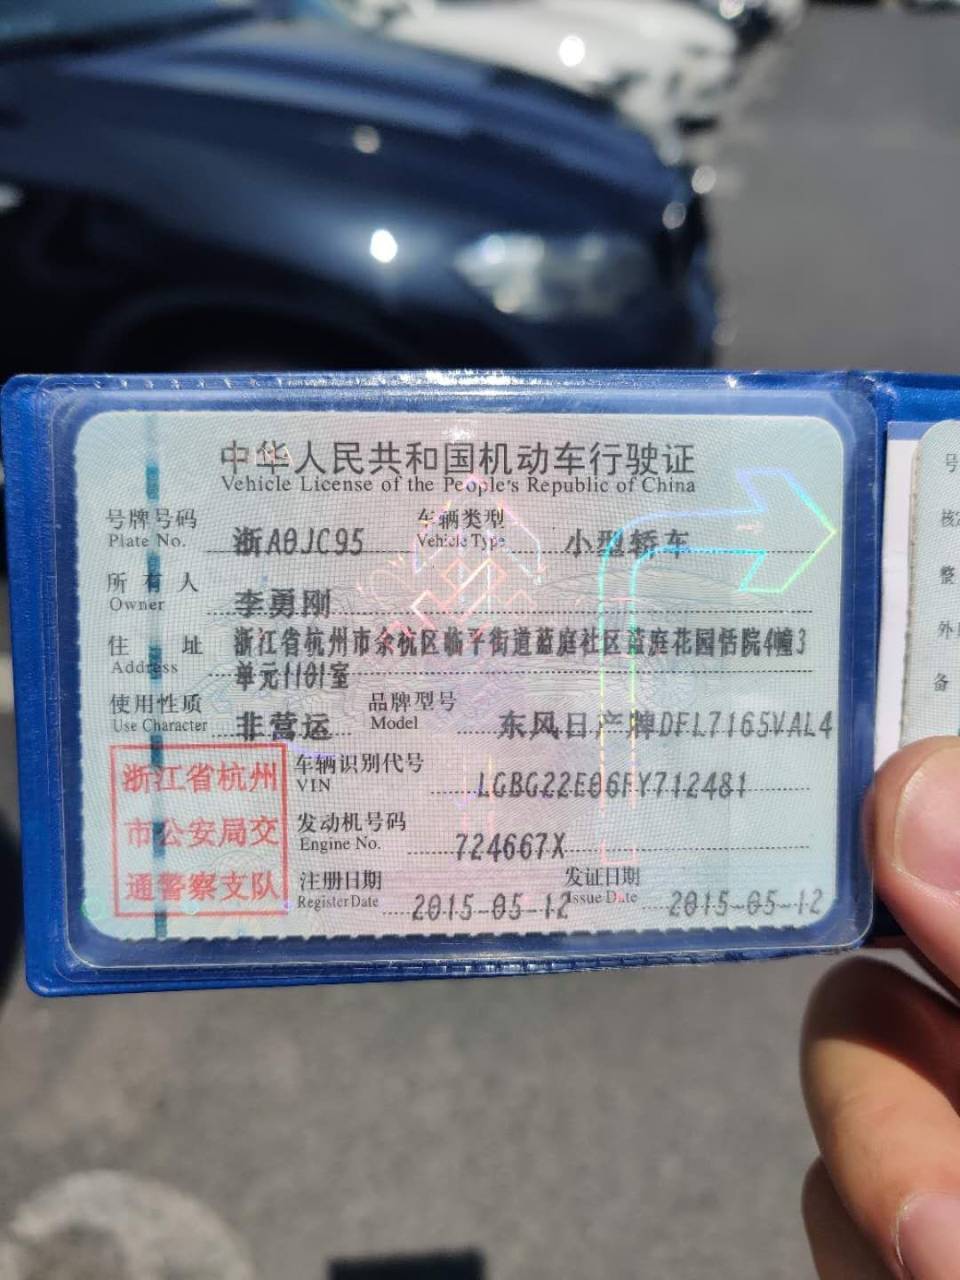 中华人民共和国机动车行驶证
Vehicle License of the People's Republic of China
号牌号码 浙A0JC95 车辆类型 小型轿车
Plate No. Vehicle Type
所有人 李勇刚
Owner
住址 浙江省杭州市余杭区临平街道蓝庭社区蓝庭花园恬院4幢3
Address 单元1101室
使用性质 非营运 品牌型号 东风日产牌DFL7165VAL4
Use Character Model
浙江省杭州
市公安局交
通警察支队
车辆识别代号 LGBG22E06FY712481
VIN
发动机号码 724667X
Engine No.
注册日期 2015-05-12 发证日期 2015-05-12
Register Date Issue Date
号
核定
整
外
备